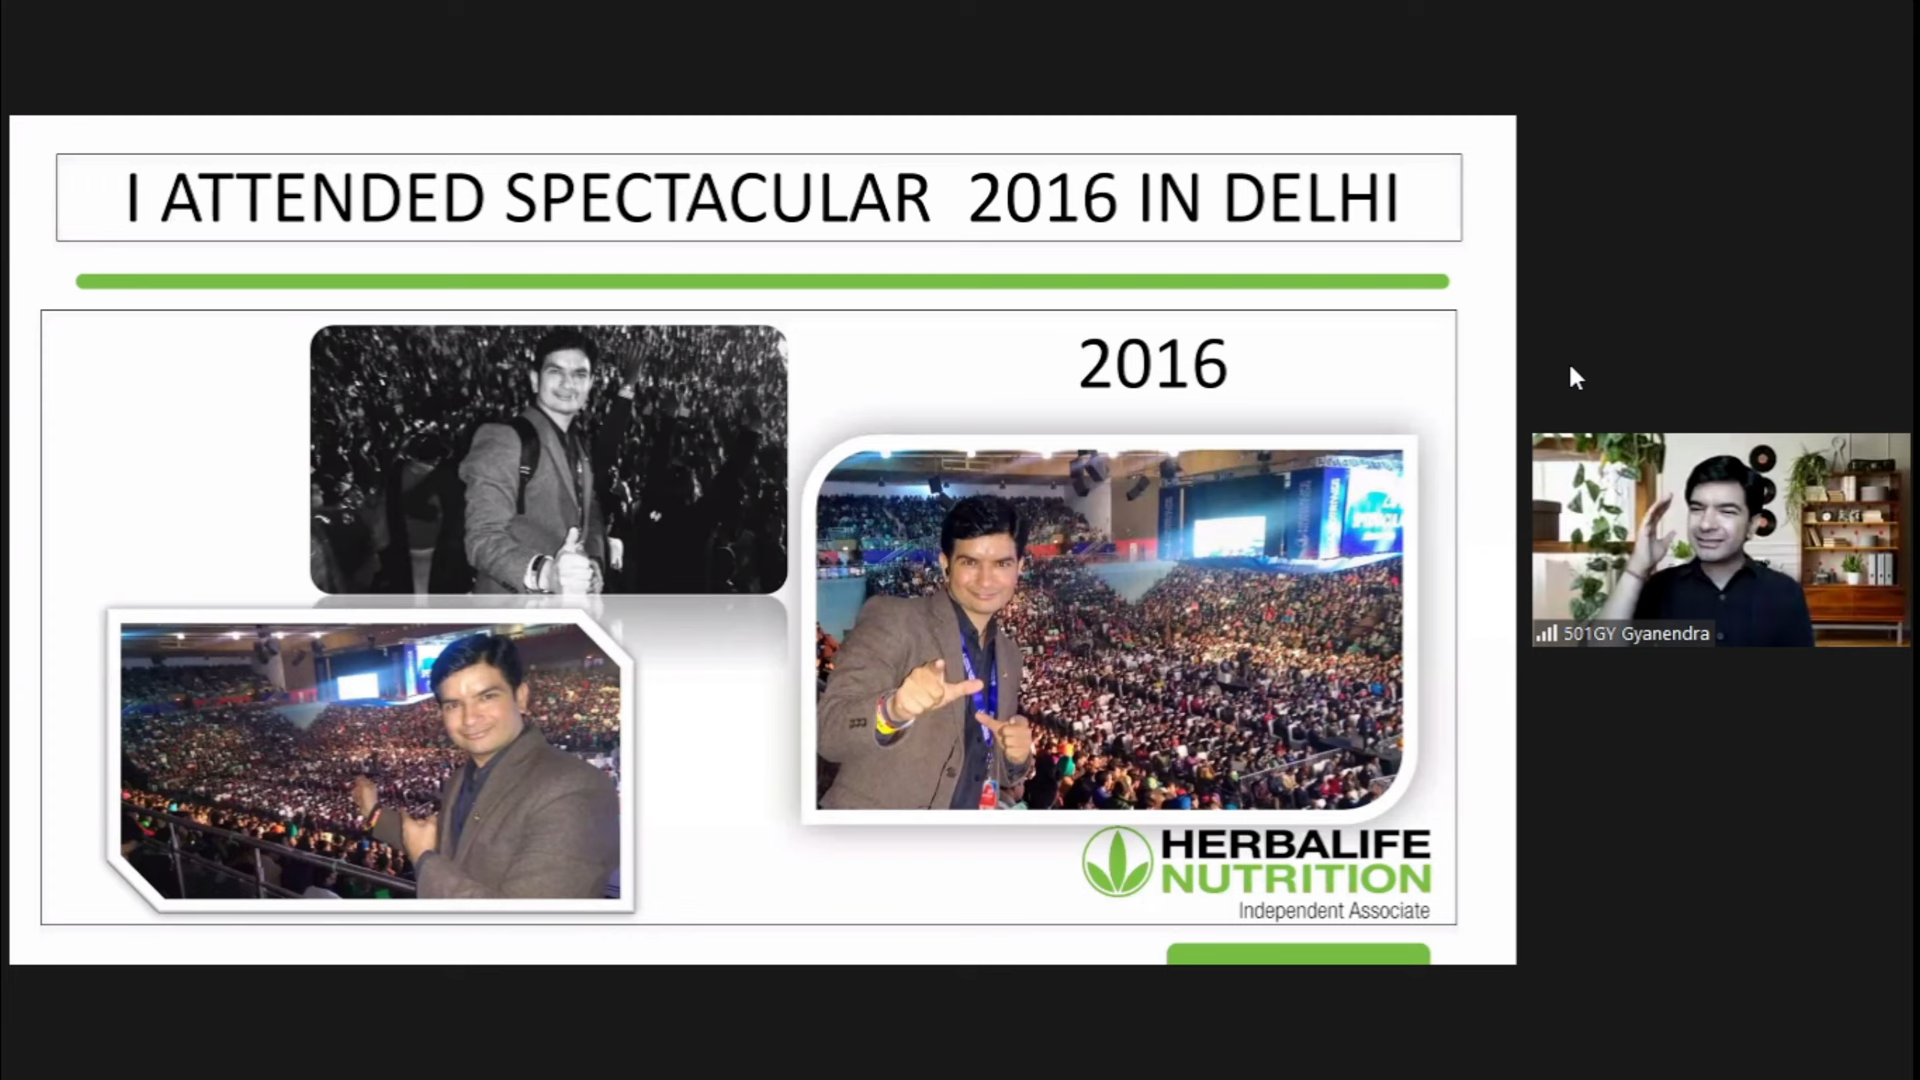 I ATTENDED SPECTACULAR 2016 IN DELHI
2016
HERBALIFE
NUTRITION
Independent Associate
501GY Gyanendra